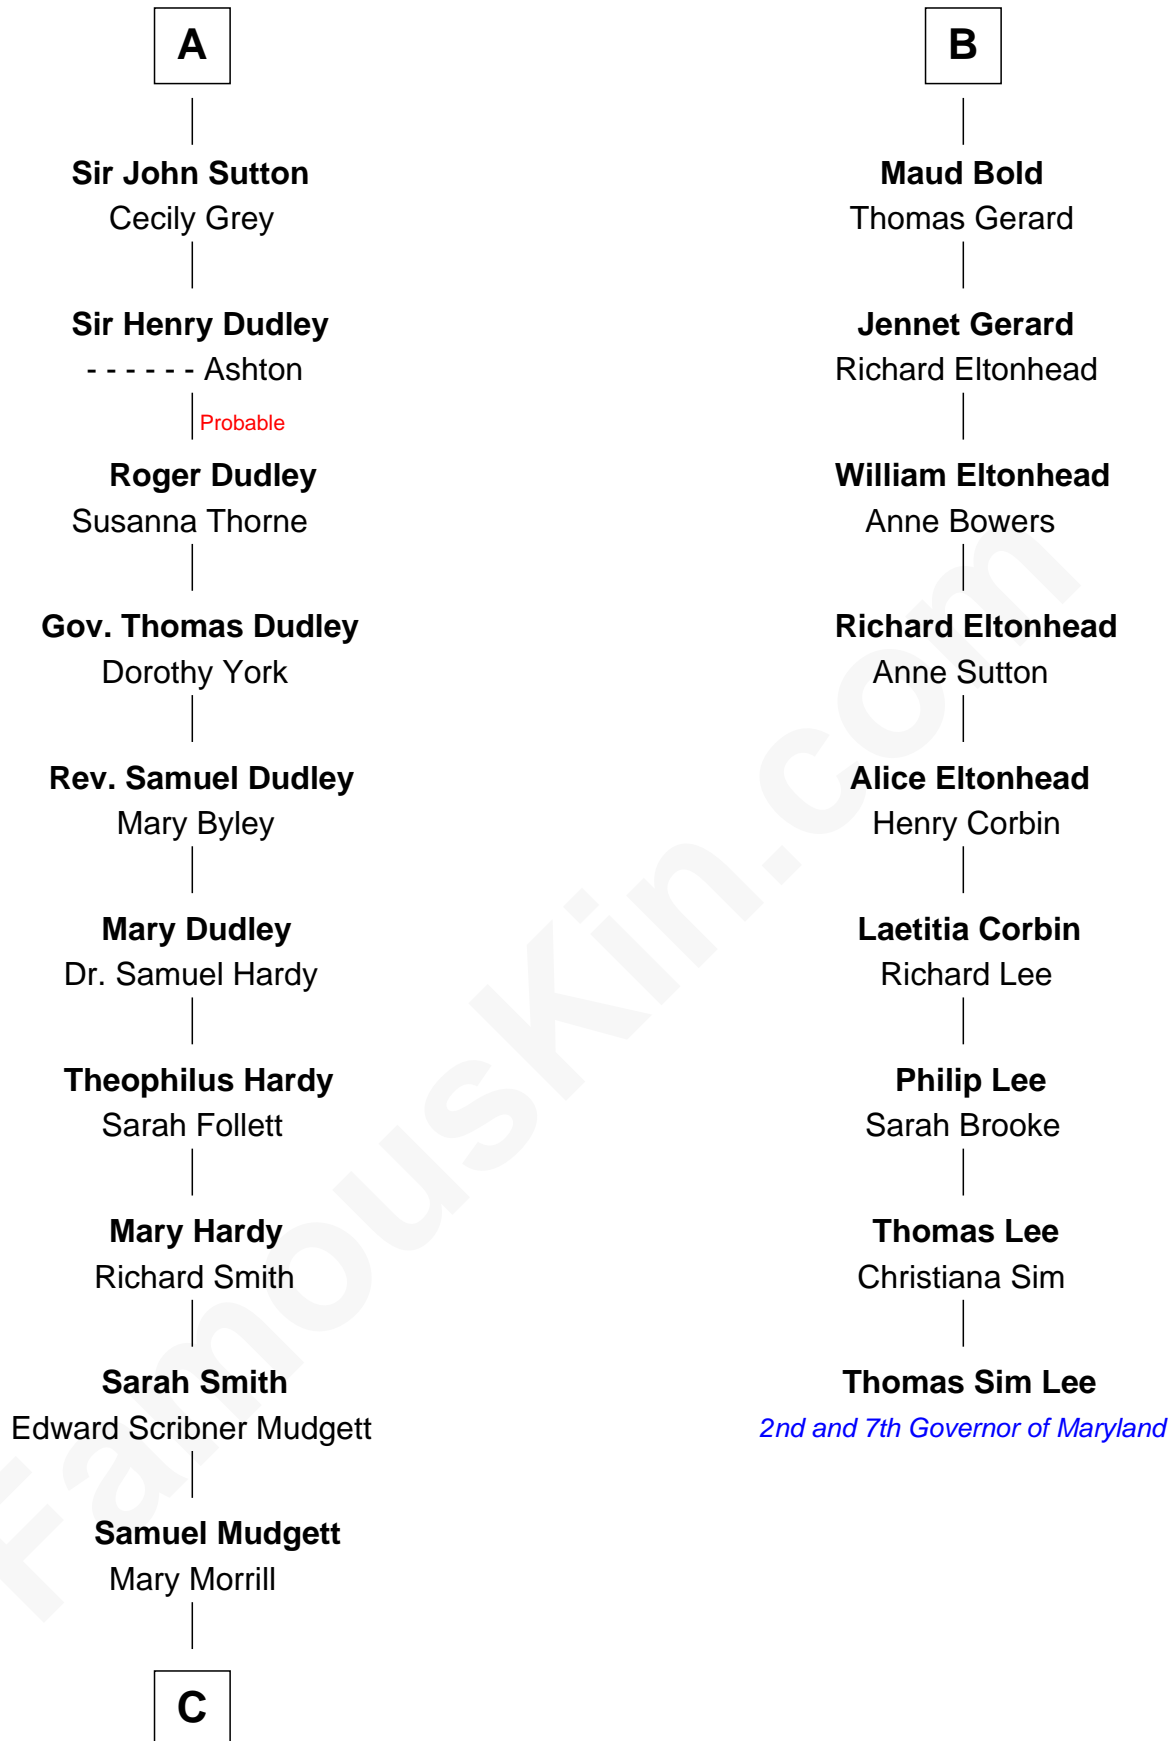 A
Sir John Sutton
Cecily Grey
Sir Henry Dudley
- - - - - - Ashton
Probable
Roger Dudley
Susanna Thorne
Gov. Thomas Dudley
Dorothy York
Rev. Samuel Dudley
Mary Byley
Mary Dudley
Dr. Samuel Hardy
Theophilus Hardy
Sarah Follett
Mary Hardy
Richard Smith
Sarah Smith
Edward Scribner Mudgett
Samuel Mudgett
Mary Morrill
C
B
Maud Bold
Thomas Gerard
Jennet Gerard
Richard Eltonhead
William Eltonhead
Anne Bowers
Richard Eltonhead
Anne Sutton
Alice Eltonhead
Henry Corbin
Laetitia Corbin
Richard Lee
Philip Lee
Sarah Brooke
Thomas Lee
Christiana Sim
Thomas Sim Lee
2nd and 7th Governor of Maryland
FamousKin.com